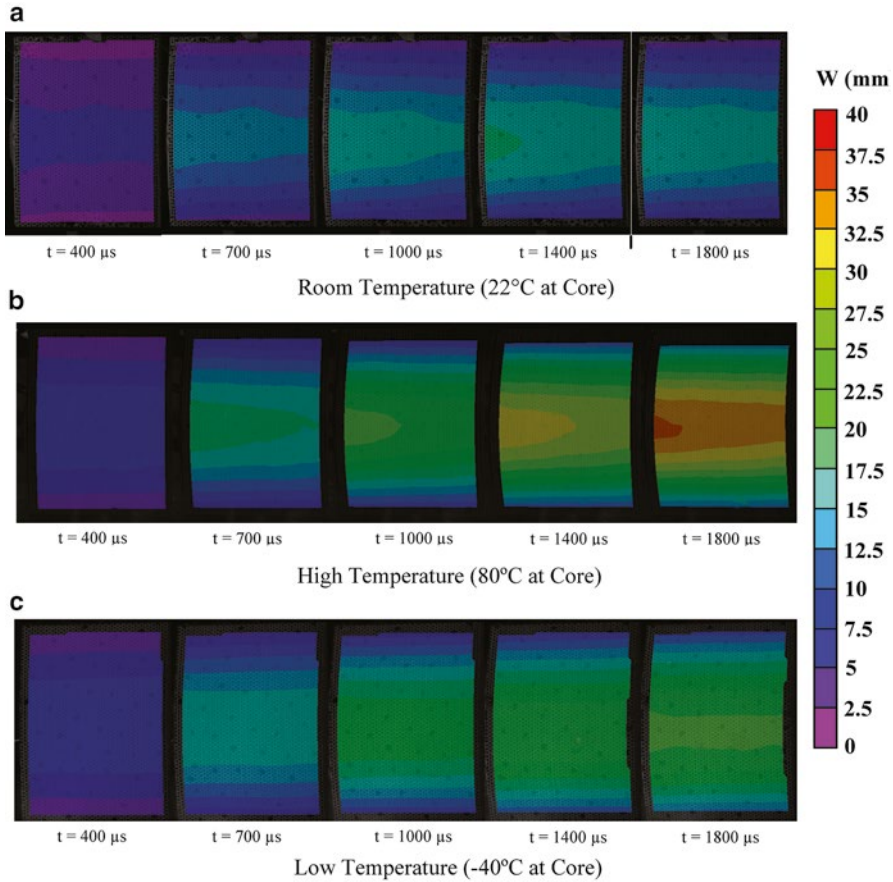 a
t = 400 µs
t = 700 µs
t = 1000 µs
t = 1400 µs
t = 1800 µs
Room Temperature (22°C at Core)
b
t = 400 µs
t = 700 µs
t = 1000 µs
t = 1400 µs
t = 1800 µs
High Temperature (80ºC at Core)
c
t = 400 µs
t = 700 µs
t = 1000 µs
t = 1400 µs
t = 1800 µs
Low Temperature (-40ºC at Core)
W (mm
40
37.5
35
32.5
30
27.5
25
22.5
20
17.5
15
12.5
10
7.5
5
2.5
0